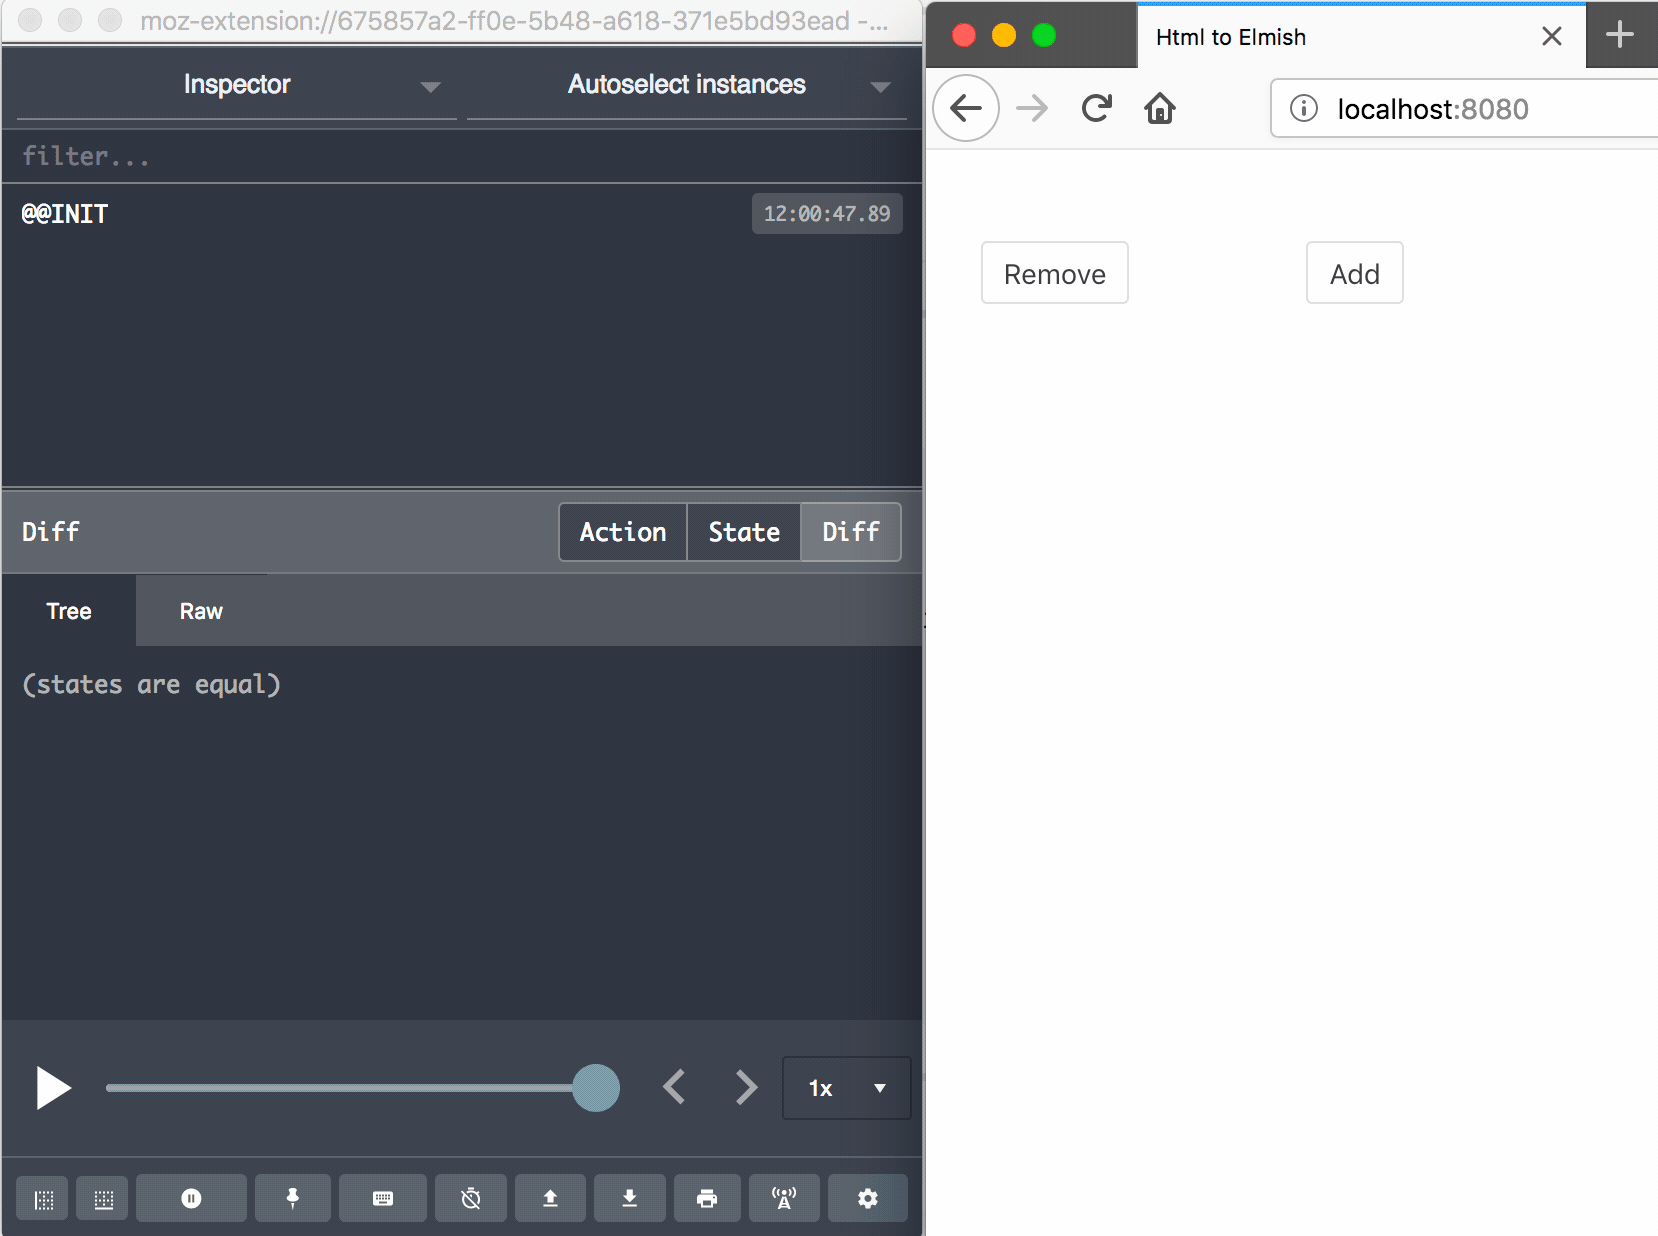 moz-extension://675857a2-ff0e-5b48-a618-371e5bd93ead -...
Inspector
Autoselect instances
filter...
@@INIT
12:00:47.89
Diff
Action
State
Diff
Tree
Raw
(states are equal)
1x
Html to Elmish
localhost:8080
Remove
Add